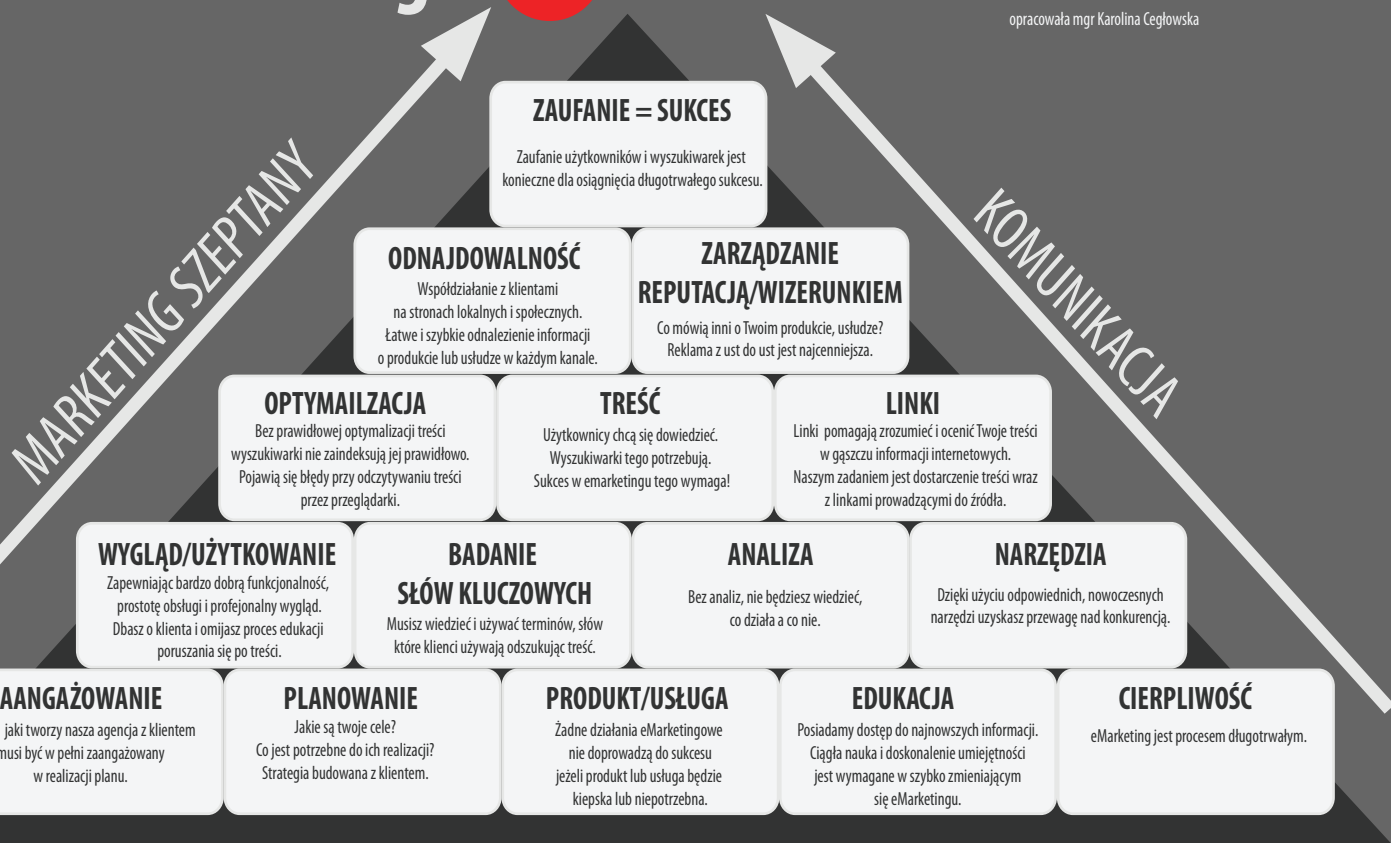 opracowała mgr Karolina Cegłowska
MARKETING SZEPTANY
KOMUNIKACJA
ZAUFANIE = SUKCES
Zaufanie użytkowników i wyszukiwarek jest
konieczne dla osiągnięcia długotrwałego sukcesu.
ODNAJDOWALNOŚĆ
Współdziałanie z klientami
na stronach lokalnych i społecznych.
Łatwe i szybkie odnalezienie informacji
o produkcie lub usłudze w każdym kanale.
ZARZĄDZANIE
REPUTACJĄ/WIZERUNKIEM
Co mówią inni o Twoim produkcie, usłudze?
Reklama z ust do ust jest najcenniejsza.
OPTYMAILZACJA
Bez prawidłowej optymalizacji treści
wyszukiwarki nie zaindeksują jej prawidłowo.
Pojawią się błędy przy odczytywaniu treści
przez przeglądarki.
TREŚĆ
Użytkownicy chcą się dowiedzieć.
Wyszukiwarki tego potrzebują.
Sukces w emarketingu tego wymaga!
LINKI
Linki pomagają zrozumieć i ocenić Twoje treści
w gąszczu informacji internetowych.
Naszym zadaniem jest dostarczenie treści wraz
z linkami prowadzącymi do źródła.
WYGLĄD/UŻYTKOWANIE
Zapewniając bardzo dobrą funkcjonalność,
prostotę obsługi i profejonalny wygląd.
Dbasz o klienta i omijasz proces edukacji
poruszania się po treści.
BADANIE
SŁÓW KLUCZOWYCH
Musisz wiedzieć i używać terminów, słów
które klienci używają odszukując treść.
ANALIZA
Bez analiz, nie będziesz wiedzieć,
co działa a co nie.
NARZĘDZIA
Dzięki użyciu odpowiednich, nowoczesnych
narzędzi uzyskasz przewagę nad konkurencją.
AANGAŻOWANIE
jaki tworzy nasza agencja z klientem
musi być w pełni zaangażowany
w realizacji planu.
PLANOWANIE
Jakie są twoje cele?
Co jest potrzebne do ich realizacji?
Strategia budowana z klientem.
PRODUKT/USŁUGA
Żadne działania eMarketingowe
nie doprowadzą do sukcesu
jeżeli produkt lub usługa będzie
kiepska lub niepotrzebna.
EDUKACJA
Posiadamy dostęp do najnowszych informacji.
Ciągła nauka i doskonalenie umiejętności
jest wymagane w szybko zmieniającym
się eMarketingu.
CIERPLIWOŚĆ
eMarketing jest procesem długotrwałym.